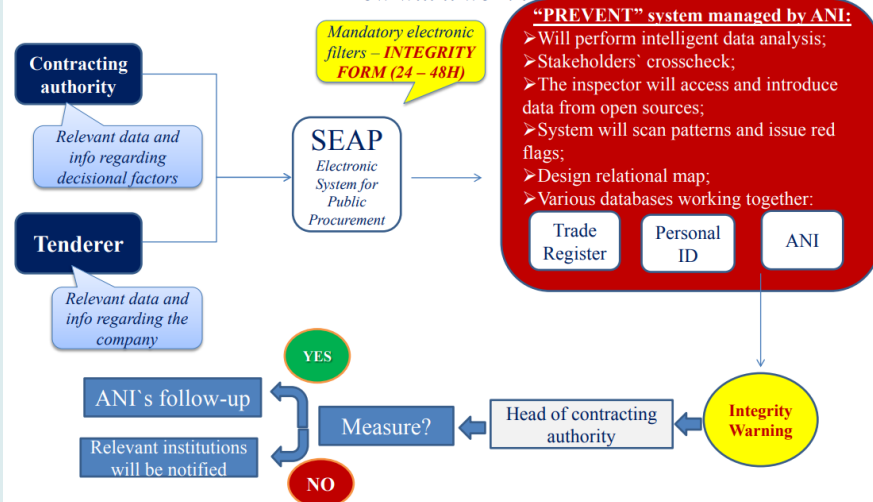 "PREVENT" system managed by ANI:
➢Will perform intelligent data analysis;
➢Stakeholders` crosscheck;
➢The inspector will access and introduce
data from open sources;
➢System will scan patterns and issue red
flags;
➢Design relational map;
➢Various databases working together:
Trade
Register
Personal
ID
ANI
Mandatory electronic
filters – INTEGRITY
FORM (24 – 48H)
Contracting
authority
Relevant data and
info regarding
decisional factors
SEAP
Electronic
System for
Public
Procurement
Tenderer
Relevant data and
info regarding the
company
YES
ANI`s follow-up
Relevant institutions
will be notified
NO
Measure?
Head of contracting
authority
Integrity
Warning